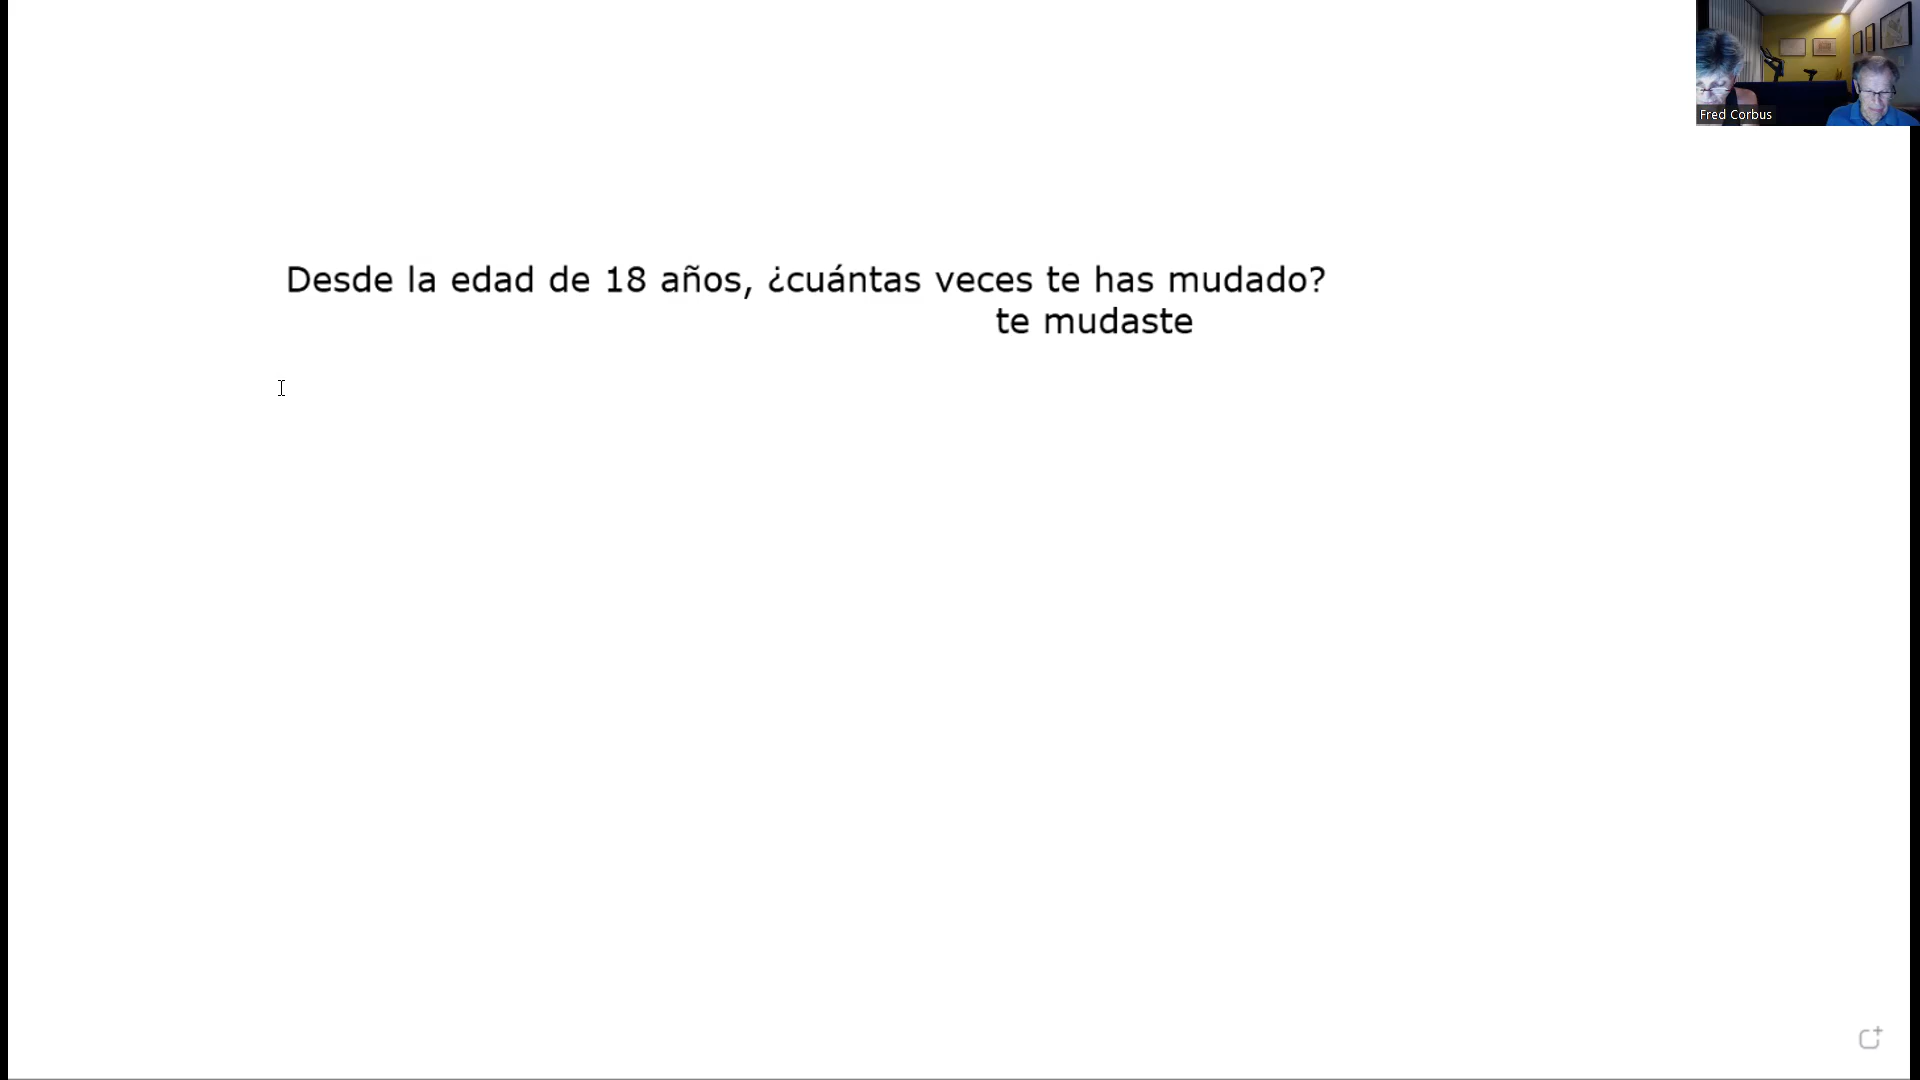 Fred Corbus
Desde la edad de 18 años, ¿cuántas veces te has mudado?
te mudaste